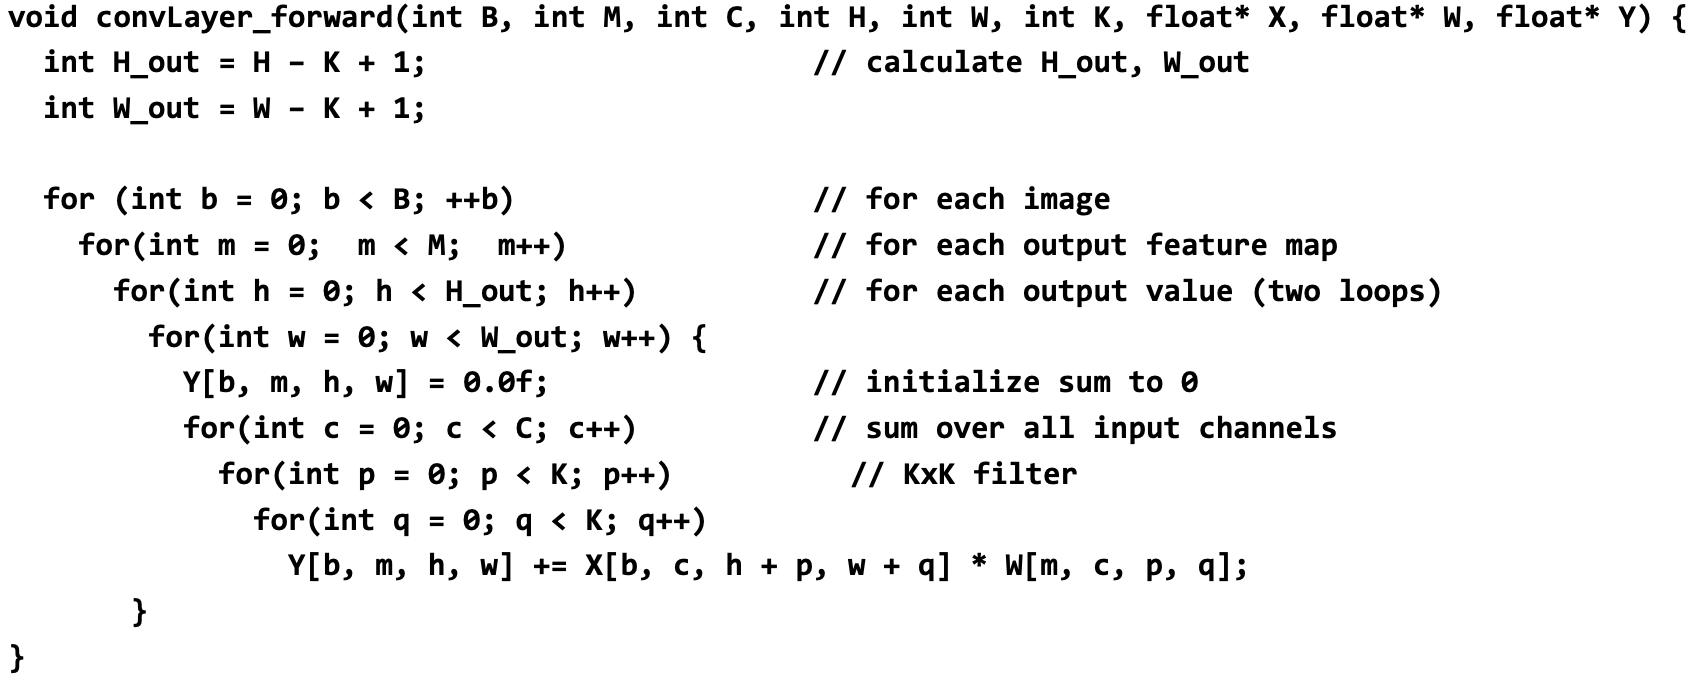 void convLayer_forward(int B, int M, int C, int H, int W, int K, float* X, float* W, float* Y) {
int H_out = H – K + 1; // calculate H_out, W_out
int W_out = W – K + 1;
for (int b = 0; b < B; ++b) // for each image
for(int m = 0; m < M; m++) // for each output feature map
for(int h = 0; h < H_out; h++) // for each output value (two loops)
for(int w = 0; w < W_out; w++) {
Y[b, m, h, w] = 0.0f; // initialize sum to 0
for(int c = 0; c < C; c++) // sum over all input channels
for(int p = 0; p < K; p++) // KxK filter
for(int q = 0; q < K; q++)
Y[b, m, h, w] += X[b, c, h + p, w + q] * W[m, c, p, q];
}
}